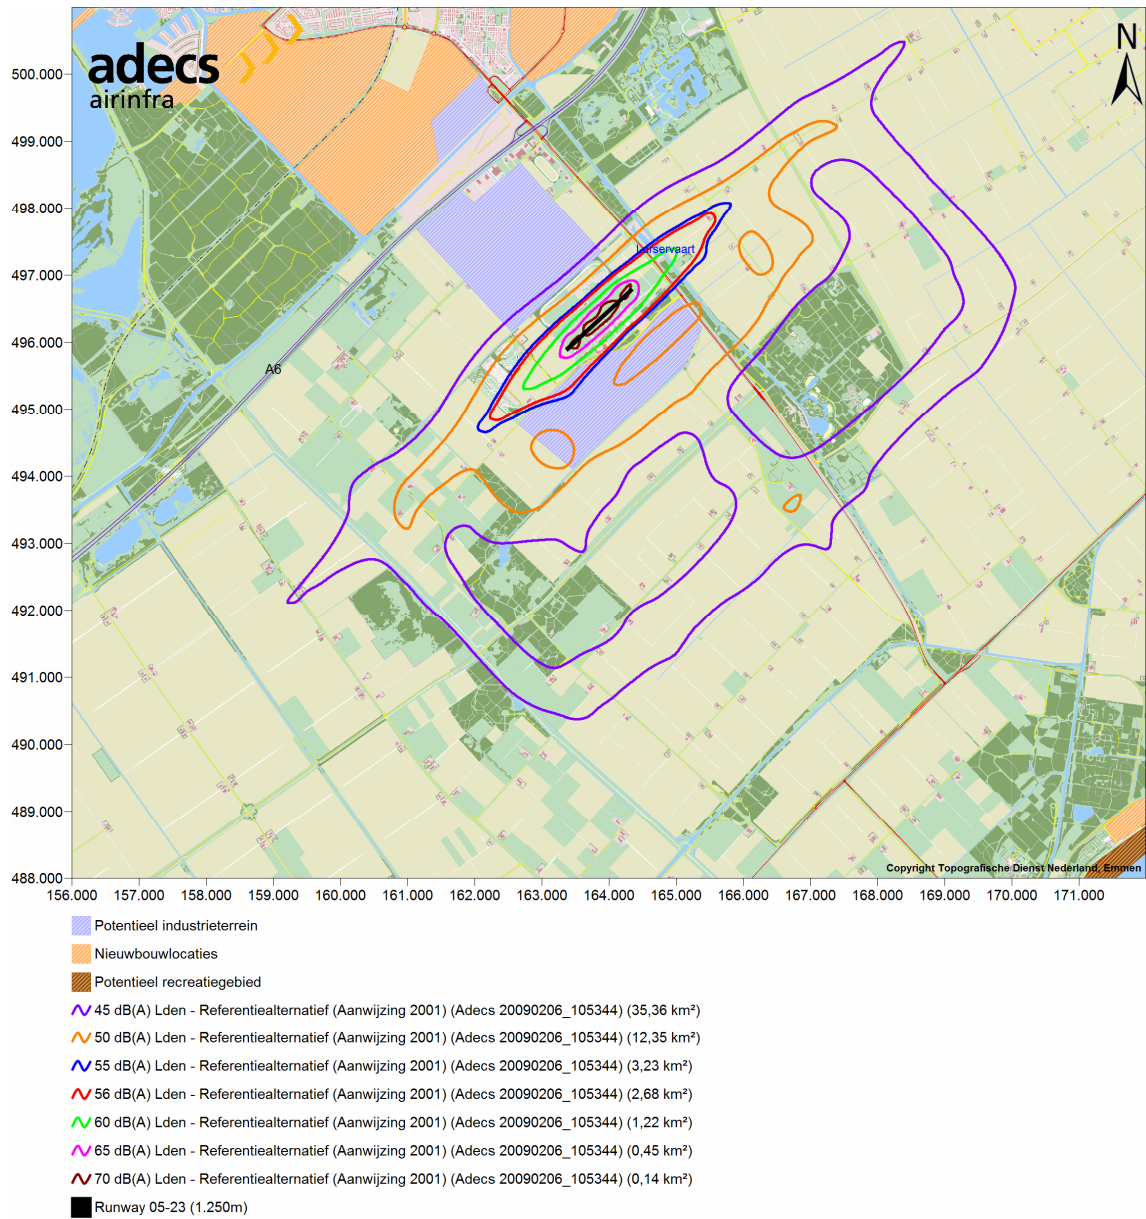 adecs
airinfra
N
500.000
499.000
498.000
497.000
496.000
495.000
494.000
493.000
492.000
491.000
490.000
489.000
488.000
A6
Copyright Topografische Dienst Nederland, Emmen
156.000 157.000 158.000 159.000 160.000 161.000 162.000 163.000 164.000 165.000 166.000 167.000 168.000 169.000 170.000 171.000
Potentieel industrieterrein
Nieuwbouwlocaties
Potentieel recreatiegebied
45 dB(A) Lden - Referentiealternatief (Aanwijzing 2001) (Adecs 20090206_105344) (35,36 km²)
50 dB(A) Lden - Referentiealternatief (Aanwijzing 2001) (Adecs 20090206_105344) (12,35 km²)
55 dB(A) Lden - Referentiealternatief (Aanwijzing 2001) (Adecs 20090206_105344) (3,23 km²)
56 dB(A) Lden - Referentiealternatief (Aanwijzing 2001) (Adecs 20090206_105344) (2,68 km²)
60 dB(A) Lden - Referentiealternatief (Aanwijzing 2001) (Adecs 20090206_105344) (1,22 km²)
65 dB(A) Lden - Referentiealternatief (Aanwijzing 2001) (Adecs 20090206_105344) (0,45 km²)
70 dB(A) Lden - Referentiealternatief (Aanwijzing 2001) (Adecs 20090206_105344) (0,14 km²)
Runway 05-23 (1.250m)